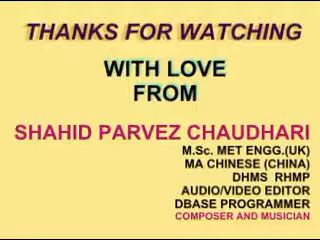 THANKS FOR WATCHING
WITH LOVE
FROM
SHAHID PARVEZ CHAUDHARI
M.Sc. MET ENGG.(UK)
MA CHINESE (CHINA)
DHMS RHMP
AUDIO/VIDEO EDITOR
DBASE PROGRAMMER
COMPOSER AND MUSICIAN